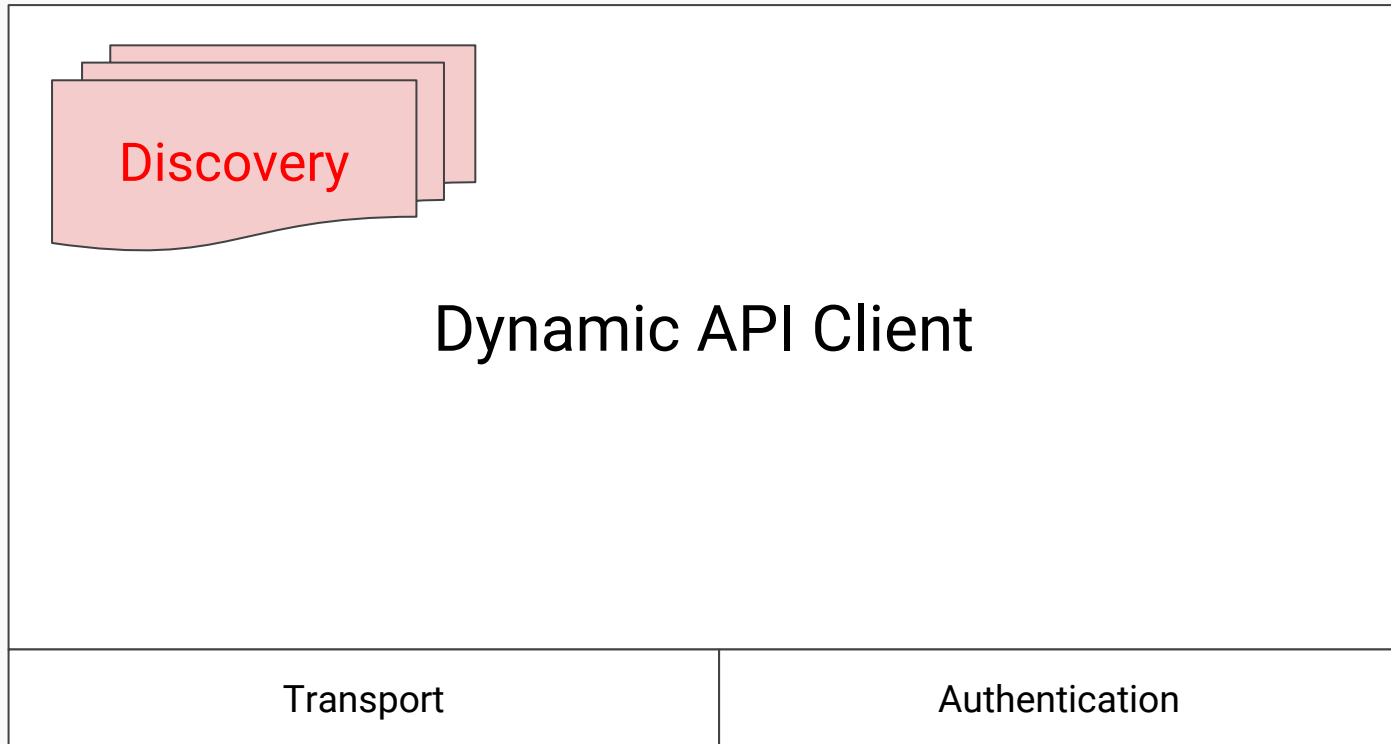 Discovery
Dynamic API Client
Transport
Authentication